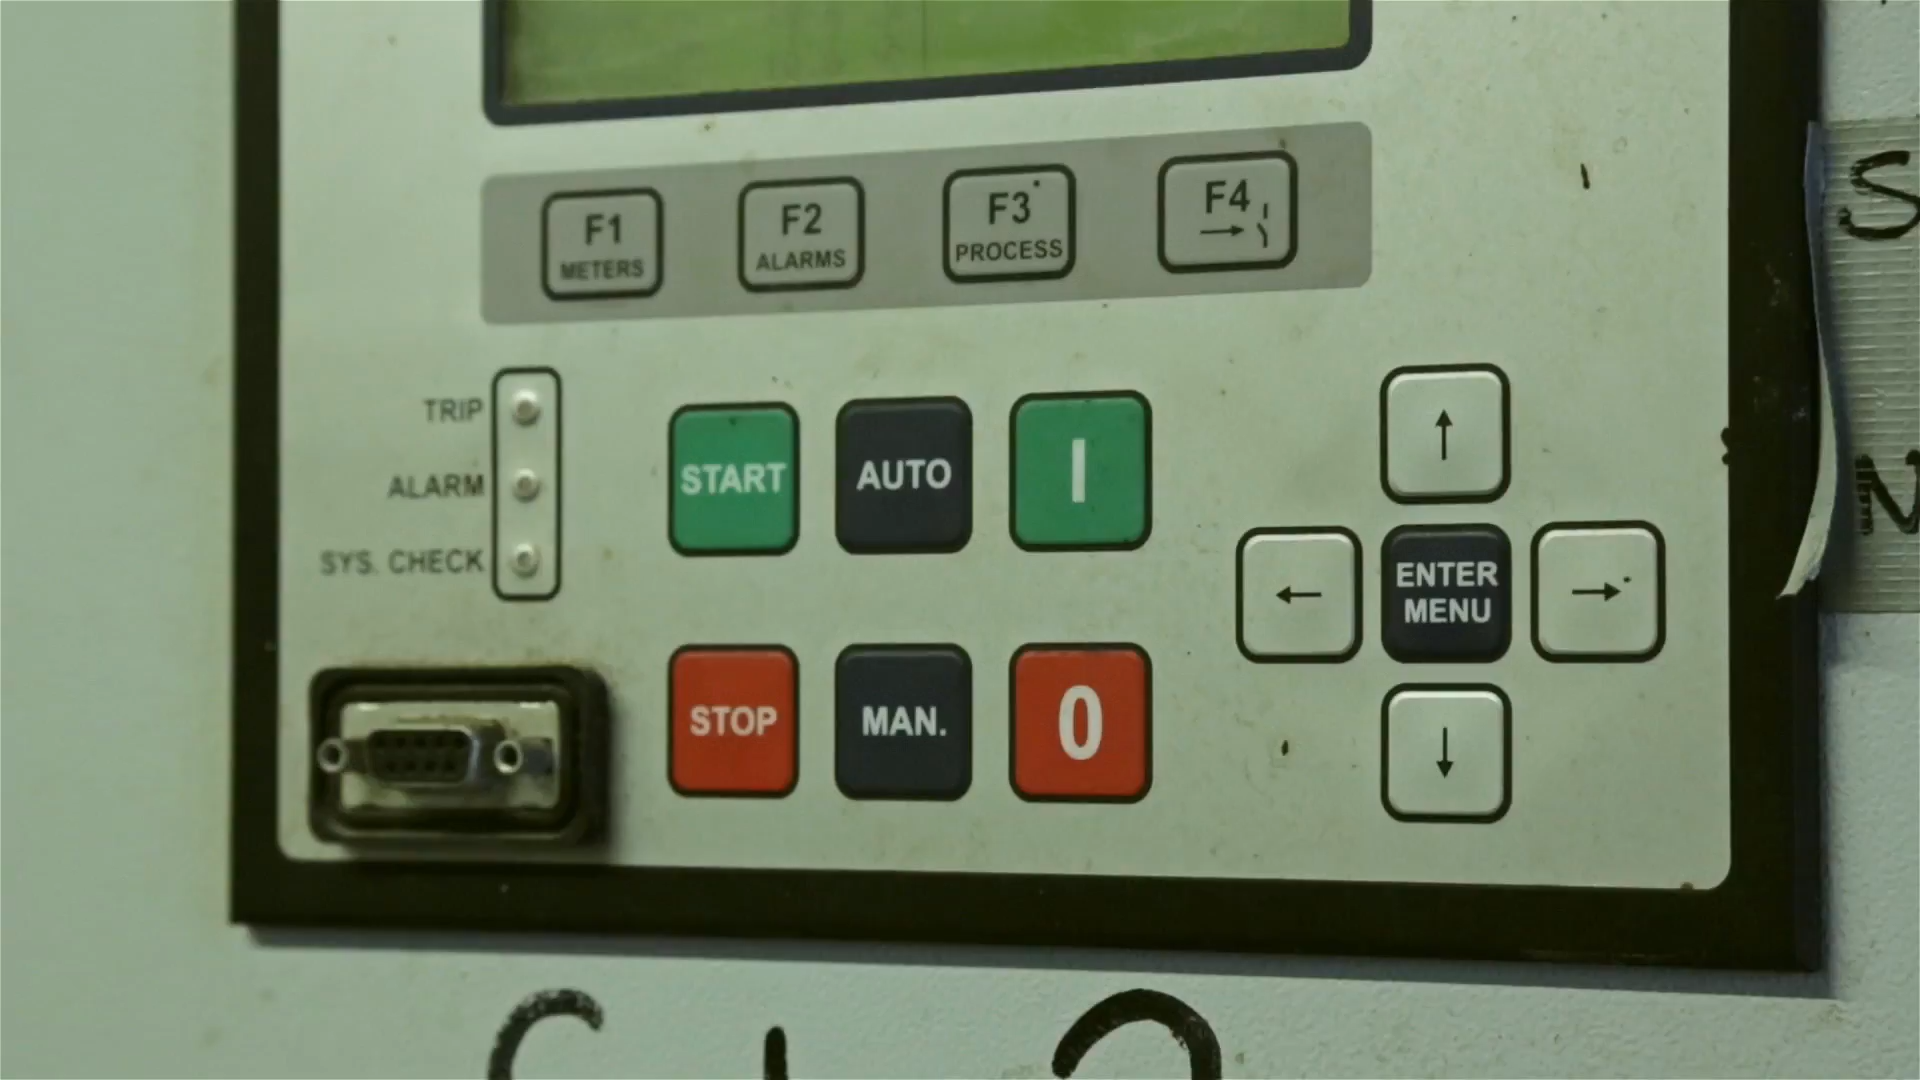 F1
METERS
F2
ALARMS
F3
PROCESS
F4
TRIP
ALARM
SYS. CHECK
START
AUTO
I
STOP
MAN.
0
ENTER
MENU
S
N